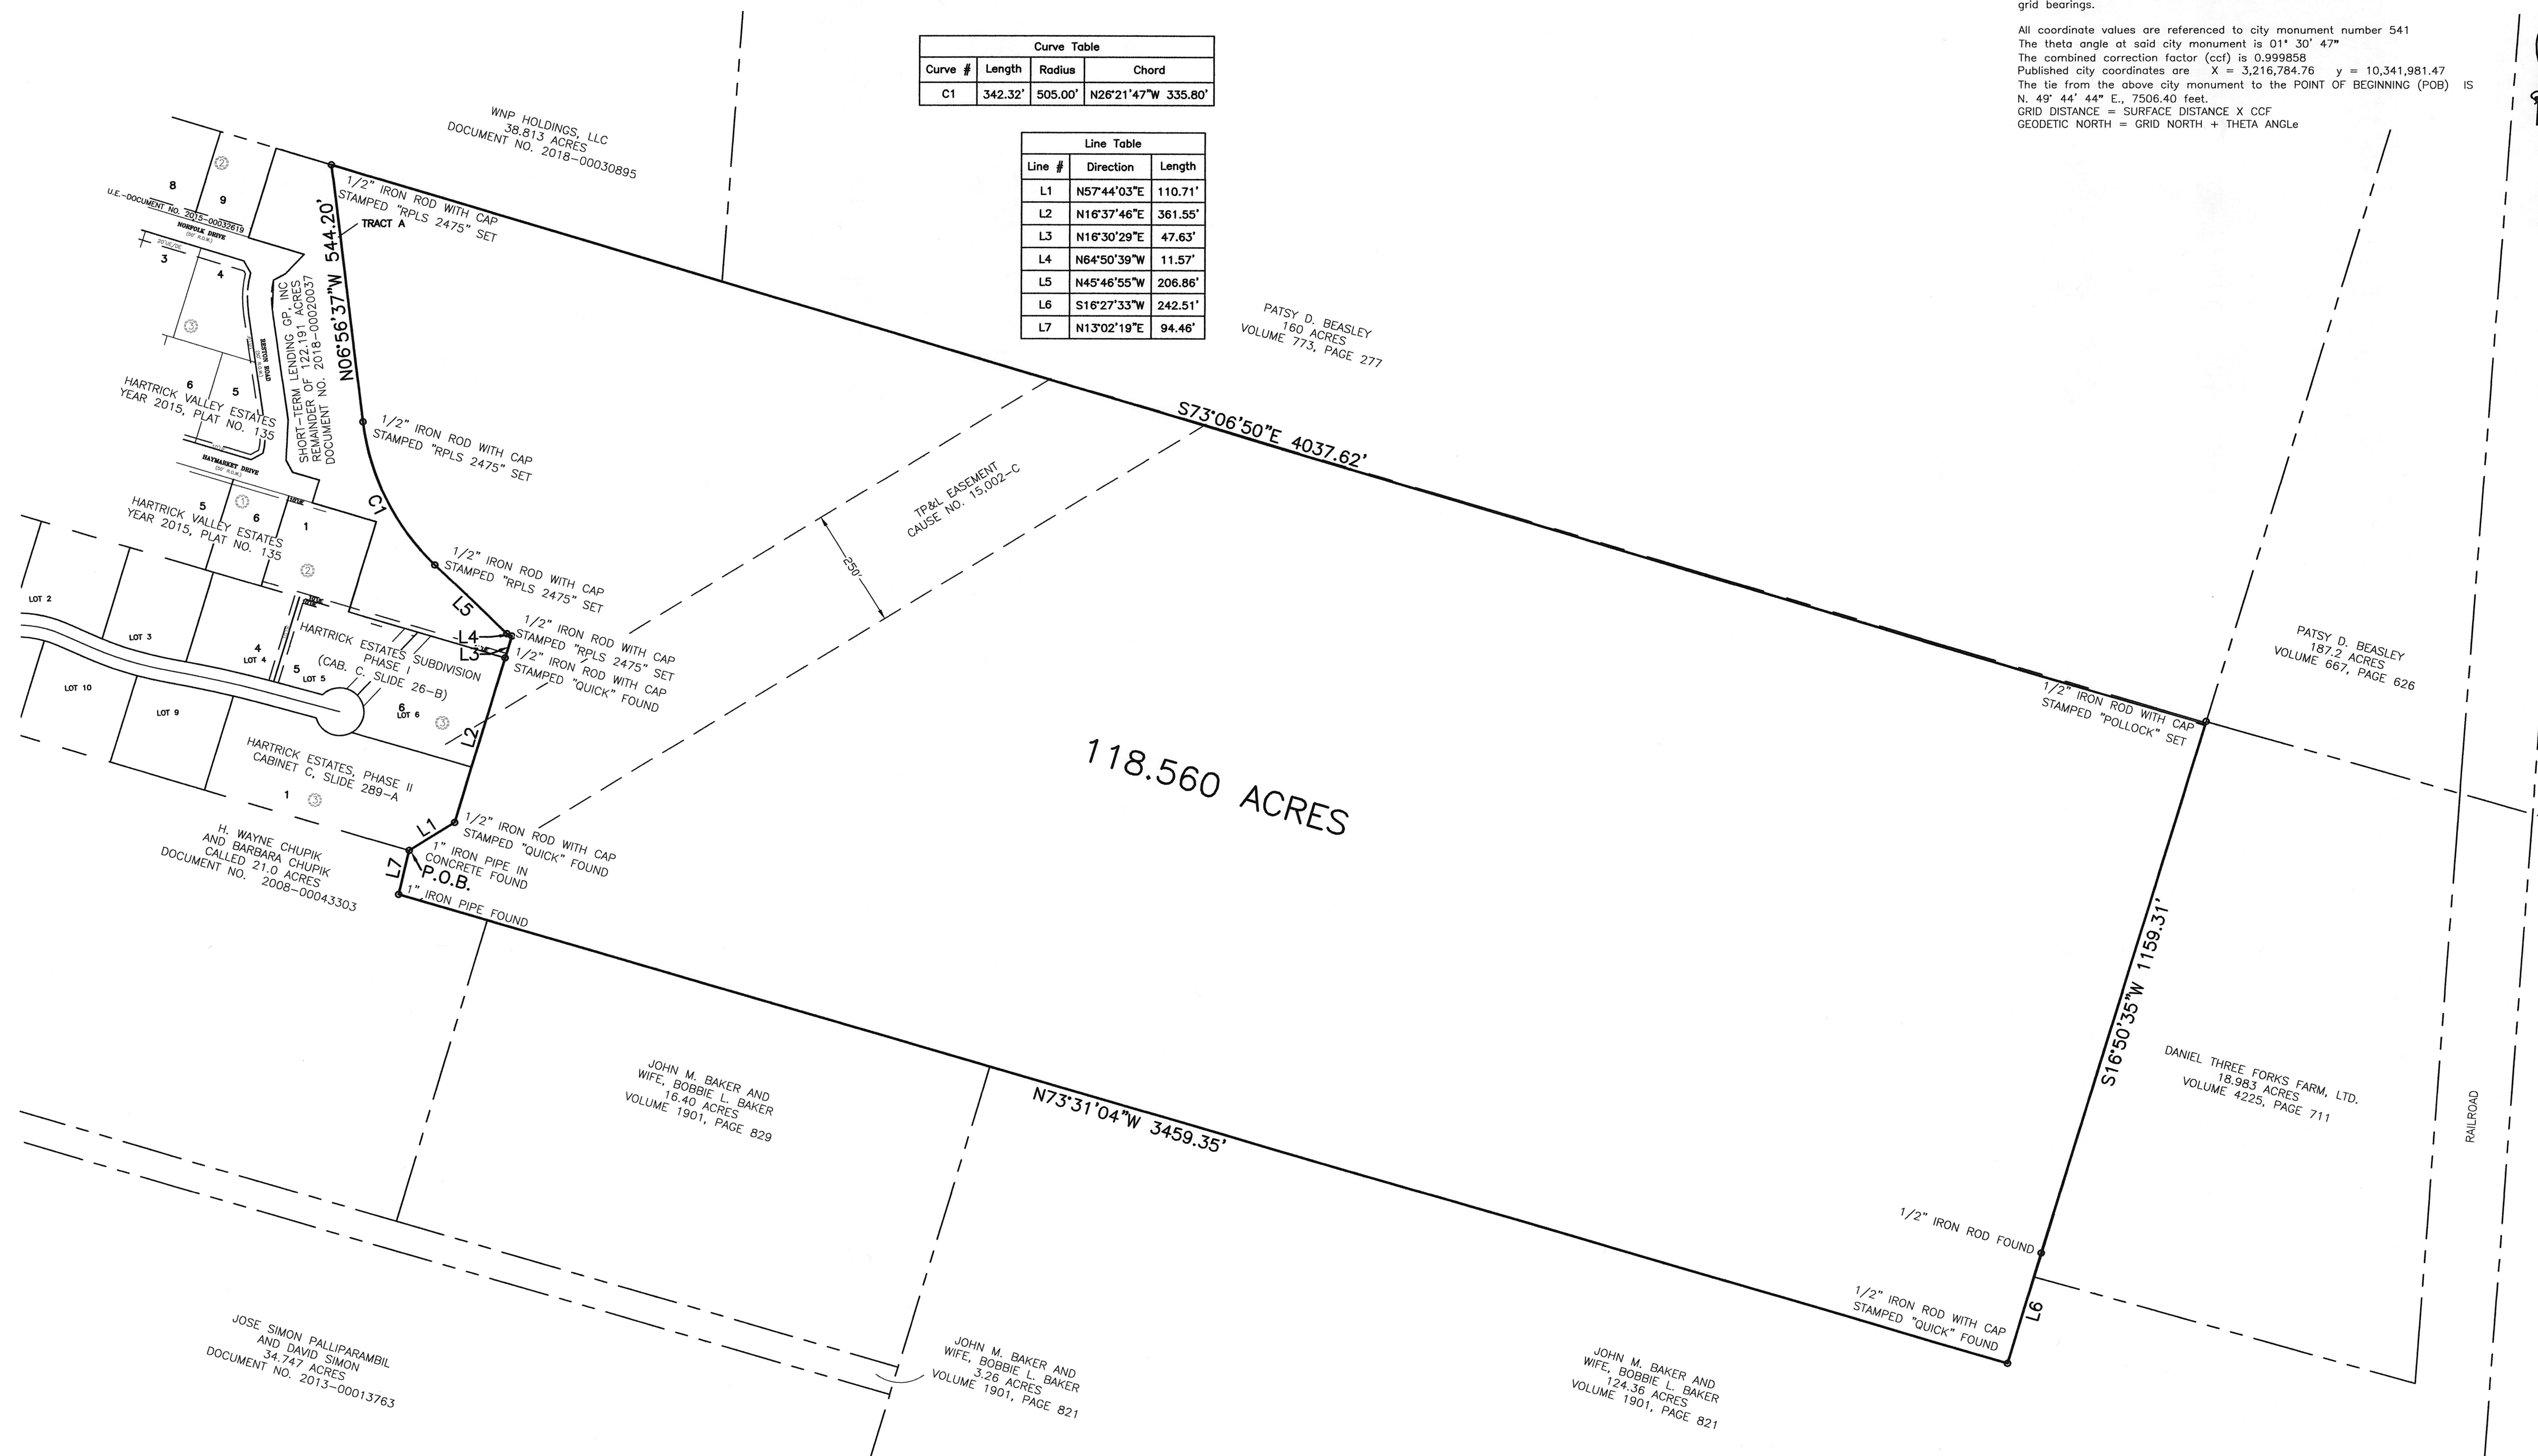 grid bearings.
All coordinate values are referenced to city monument number 541
The theta angle at said city monument is 01° 30' 47"
The combined correction factor (ccf) is 0.999858
Published city coordinates are X = 3,216,784.76 y = 10,341,981.47
The tie from the above city monument to the POINT OF BEGINNING (POB) IS
N. 49° 44' 44" E., 7506.40 feet.
GRID DISTANCE = SURFACE DISTANCE X CCF
GEODETIC NORTH = GRID NORTH + THETA ANGLe
Curve Table
Curve # Length Radius Chord
C1 342.32' 505.00' N26°21'47"W 335.80'
Line Table
Line # Direction Length
L1 N57°44'03"E 110.71'
L2 N16°37'46"E 361.55'
L3 N16°30'29"E 47.63'
L4 N64°50'39"W 11.57'
L5 N45°46'55"W 206.86'
L6 S16°27'33"W 242.51'
L7 N13°02'19"E 94.46'
WNP HOLDINGS, LLC
38.813 ACRES
DOCUMENT NO. 2018-00030895
1/2" IRON ROD WITH CAP
STAMPED "RPLS 2475" SET
TRACT A
N06°56'37"W 544.20'
8
9
2
U.E.-DOCUMENT NO. 2015-00032619
NORFOLK DRIVE
(50' R.O.W.)
20'UE/DE
3
4
3
RESTON ROAD
SHORT-TERM LENDING GP, INC
REMAINDER OF 122.191 ACRES
DOCUMENT NO. 2018-00020037
6
5
HARTRICK VALLEY ESTATES
YEAR 2015, PLAT NO. 135
HAYMARKET DRIVE
(50' R.O.W.)
1/2" IRON ROD WITH CAP
STAMPED "RPLS 2475" SET
C1
5
1
6
1
HARTRICK VALLEY ESTATES
YEAR 2015, PLAT NO. 135
2
1/2" IRON ROD WITH CAP
STAMPED "RPLS 2475" SET
L5
L4
1/2" IRON ROD WITH CAP
STAMPED "RPLS 2475" SET
L3
1/2" IRON ROD WITH CAP
STAMPED "QUICK" FOUND
LOT 2
LOT 3
4
LOT 4
5
LOT 5
HARTRICK ESTATES SUBDIVISION
PHASE I
(CAB. C, SLIDE 26-B)
6
LOT 6
3
LOT 10
LOT 9
L2
HARTRICK ESTATES, PHASE II
CABINET C, SLIDE 289-A
1
3
L1
1/2" IRON ROD WITH CAP
STAMPED "QUICK" FOUND
1" IRON PIPE IN
CONCRETE FOUND
P.O.B.
L7
1" IRON PIPE FOUND
H. WAYNE CHUPIK
AND BARBARA CHUPIK
CALLED 21.0 ACRES
DOCUMENT NO. 2008-00043303
PATSY D. BEASLEY
160 ACRES
VOLUME 773, PAGE 277
S73°06'50"E 4037.62'
TP&L EASEMENT
CAUSE NO. 15,002-C
250'
118.560 ACRES
PATSY D. BEASLEY
187.2 ACRES
VOLUME 667, PAGE 626
1/2" IRON ROD WITH CAP
STAMPED "POLLOCK" SET
S16°50'35"W 1159.31'
DANIEL THREE FORKS FARM, LTD.
18.983 ACRES
VOLUME 4225, PAGE 711
RAILROAD
1/2" IRON ROD FOUND
L6
1/2" IRON ROD WITH CAP
STAMPED "QUICK" FOUND
N73°31'04"W 3459.35'
JOHN M. BAKER AND
WIFE, BOBBIE L. BAKER
16.40 ACRES
VOLUME 1901, PAGE 829
JOHN M. BAKER AND
WIFE, BOBBIE L. BAKER
3.26 ACRES
VOLUME 1901, PAGE 821
JOHN M. BAKER AND
WIFE, BOBBIE L. BAKER
124.36 ACRES
VOLUME 1901, PAGE 821
JOSE SIMON PALLIPARAMBIL
AND DAVID SIMON
34.747 ACRES
DOCUMENT NO. 2013-00013763